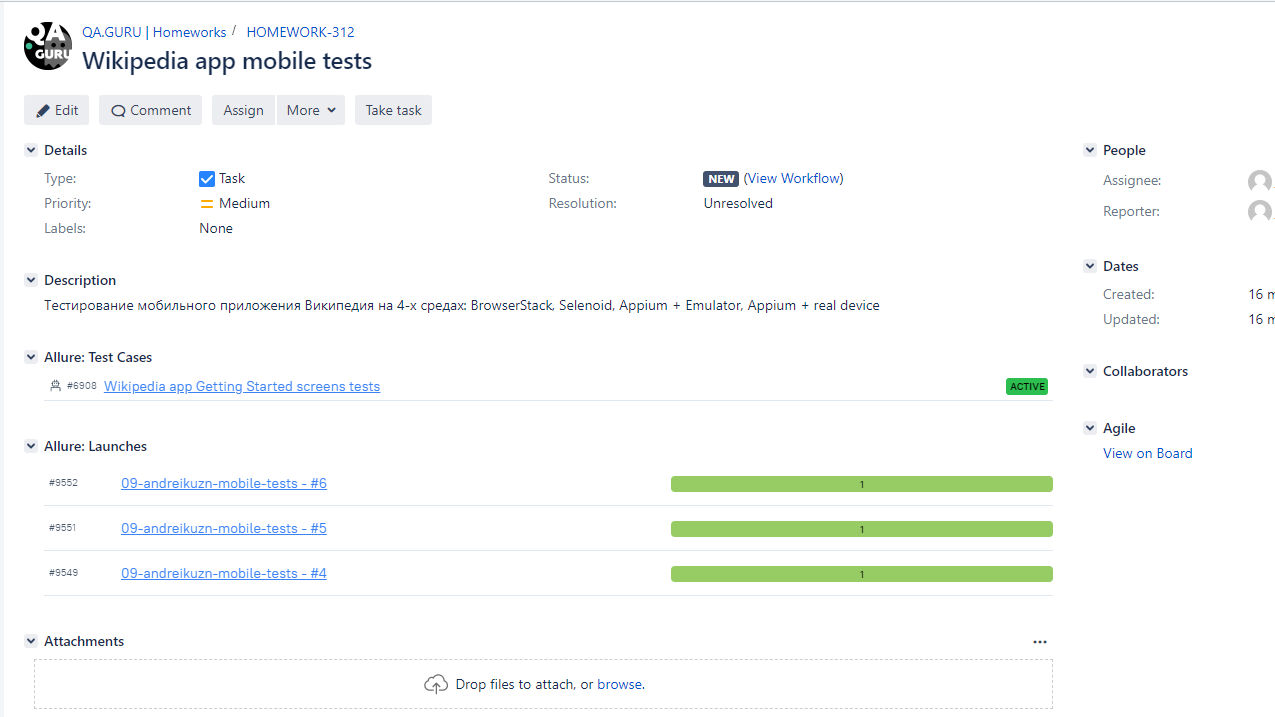 QA
GURU
QA.GURU | Homeworks / HOMEWORK-312
Wikipedia app mobile tests
Edit Comment Assign More Take task
Details
Type: Task
Status: NEW (View Workflow)
Priority: Medium
Resolution: Unresolved
Labels: None
Description
Тестирование мобильного приложения Википедия на 4-х средах: BrowserStack, Selenoid, Appium + Emulator, Appium + real device
Allure: Test Cases
#6908 Wikipedia app Getting Started screens tests ACTIVE
Allure: Launches
#9552 09-andreikuzn-mobile-tests - #6 1
#9551 09-andreikuzn-mobile-tests - #5 1
#9549 09-andreikuzn-mobile-tests - #4 1
Attachments
Drop files to attach, or browse.
People
Assignee:
Reporter:
Dates
Created: 16 m
Updated: 16 m
Collaborators
Agile
View on Board